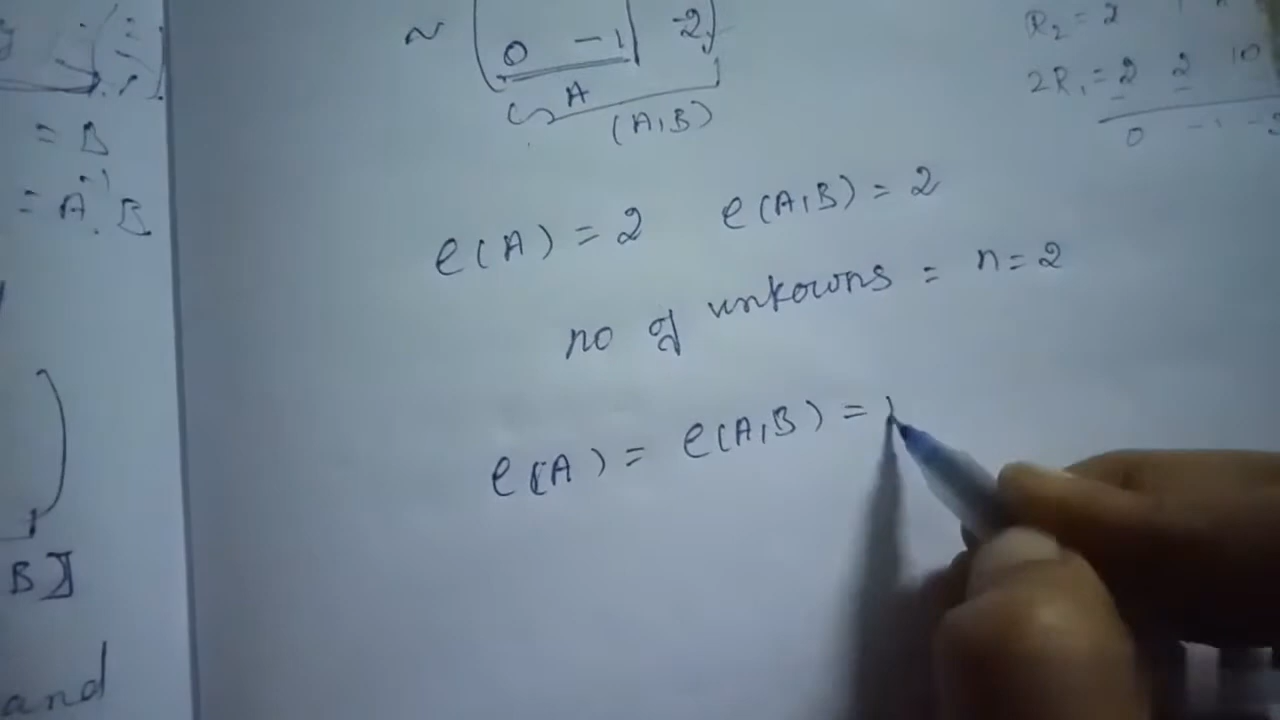 = B
= A⁻¹ B
B]
and
~ ( 0 -1 | -2 )
A
(A,B)
R₂ = 2
2R₁ = 2 2 10
0 -1
ρ(A) = 2 ρ(A,B) = 2
no of unkowns = n = 2
ρ(A) = ρ(A,B) =